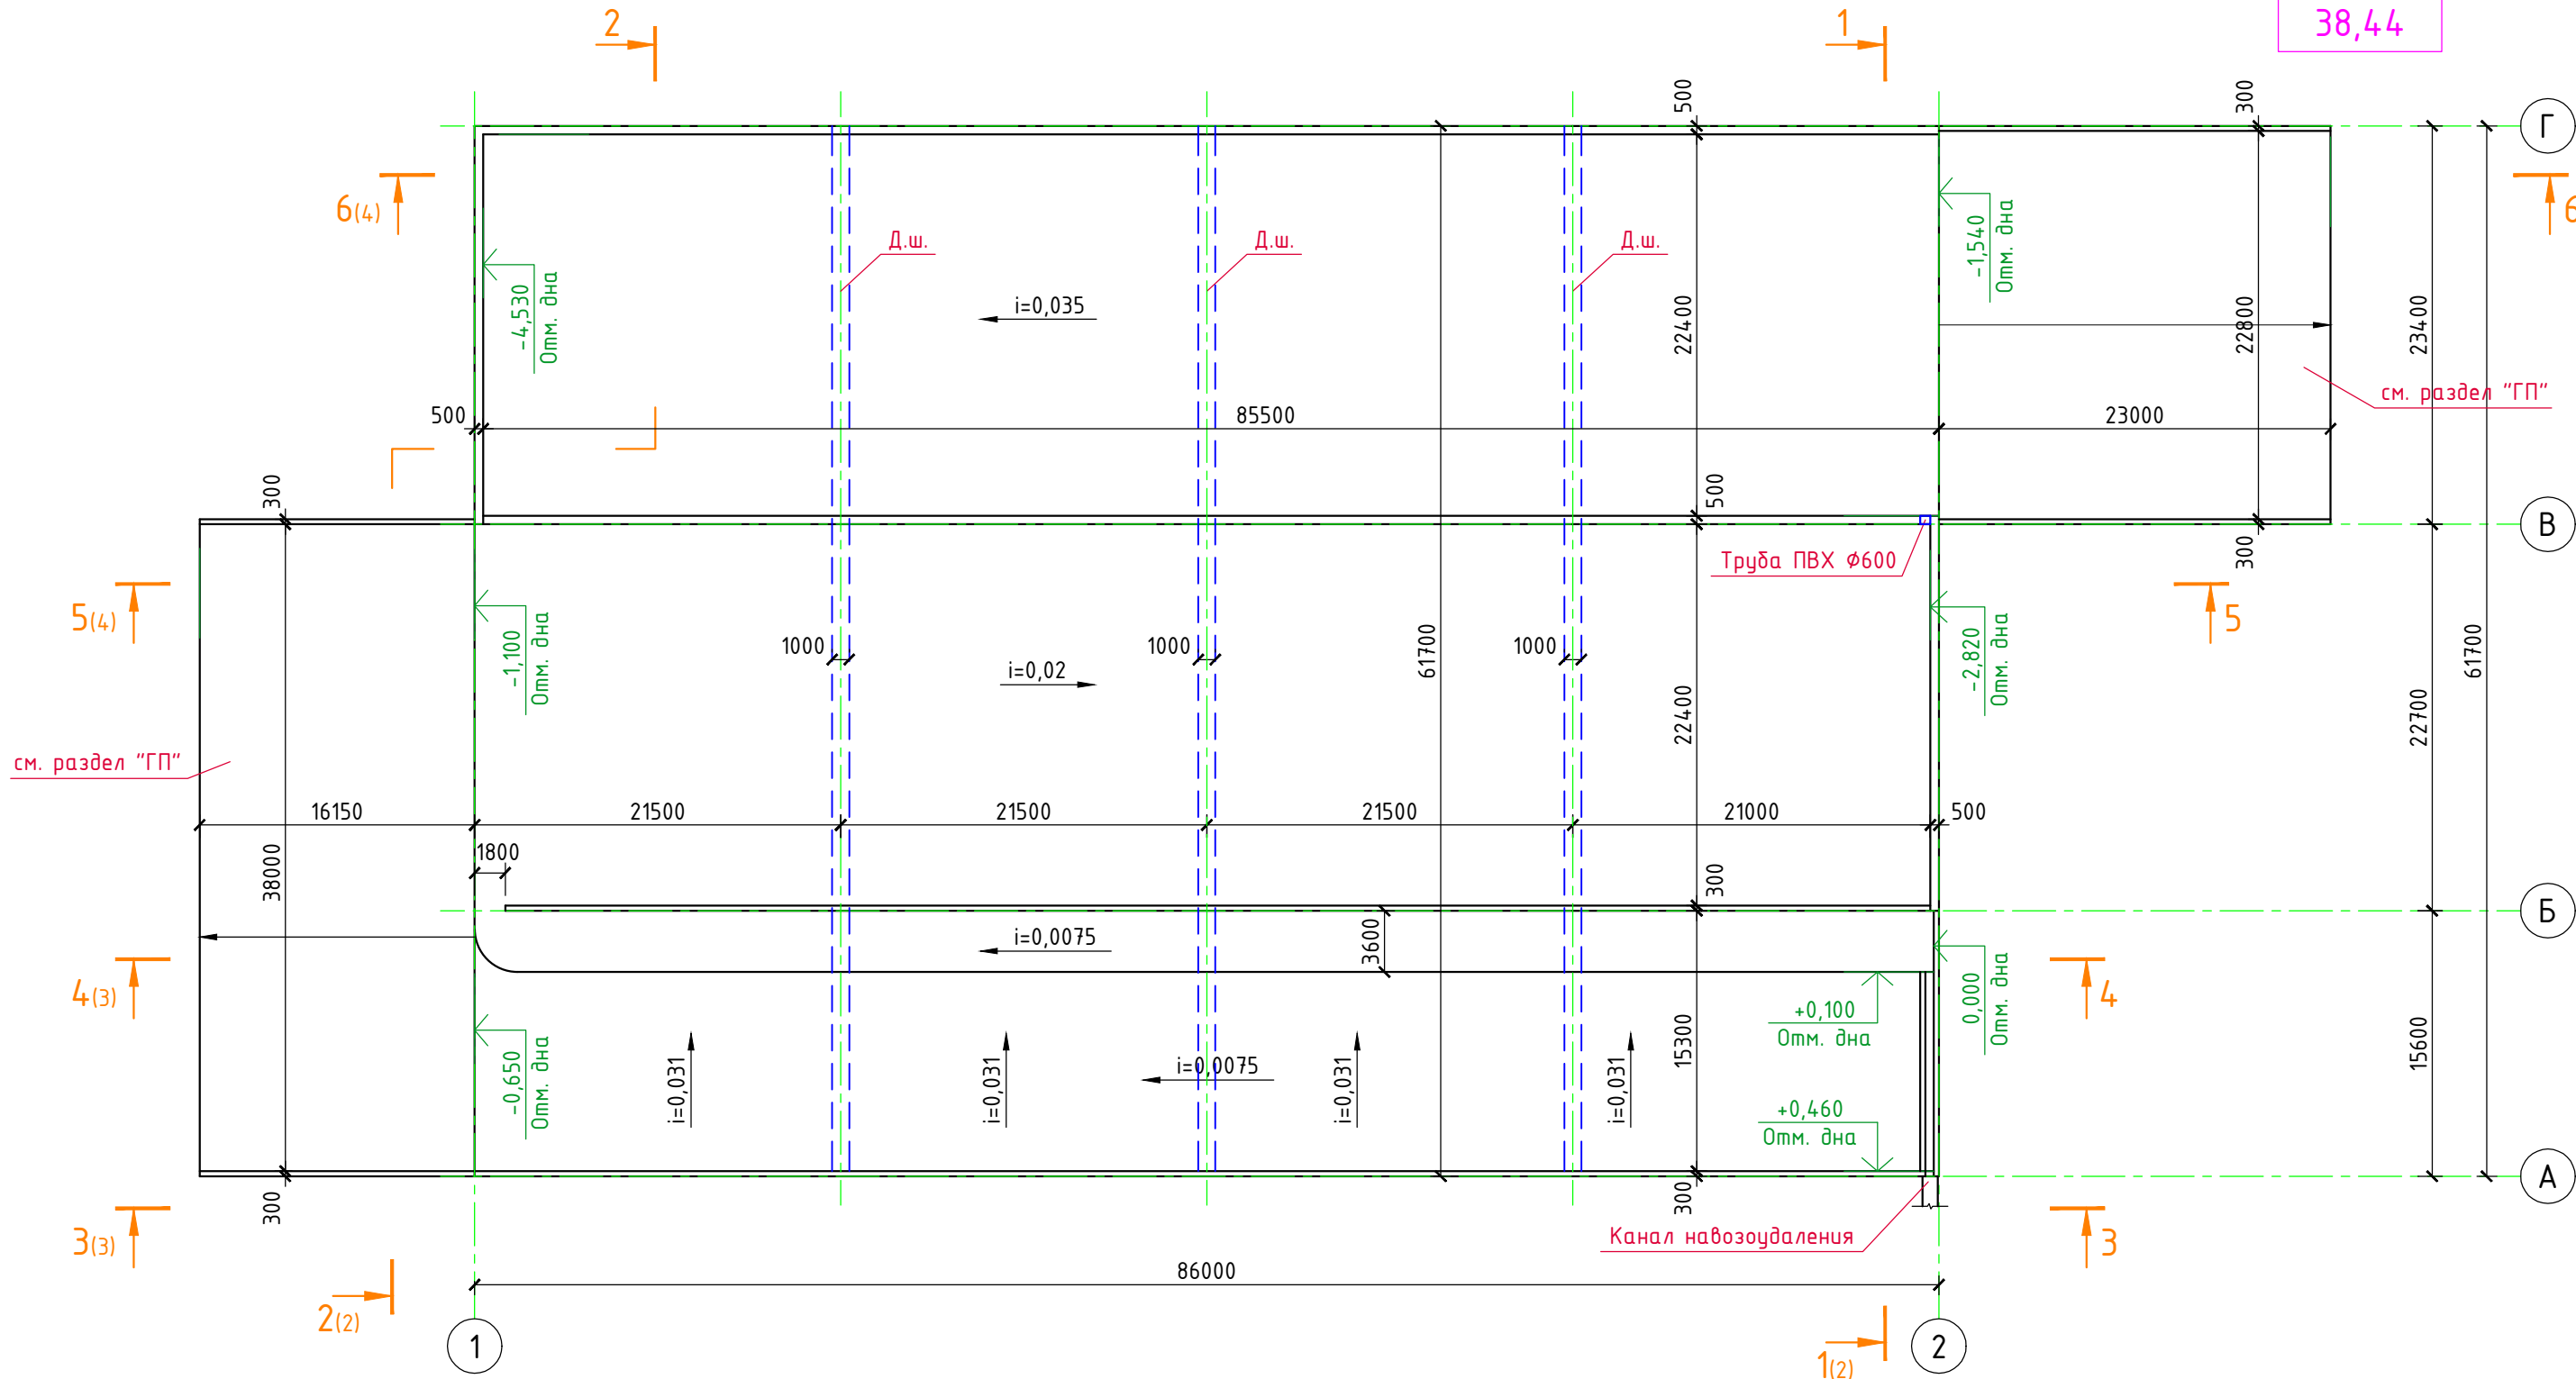 38,44
2
1
500
300
Г
6(4)
6
-4,530
Отм. дна
Д.ш.
Д.ш.
Д.ш.
-1,540
Отм. дна
i=0,035
22400
22800
23400
см. раздел "ГП"
500
85500
23000
300
500
300
В
Труба ПВХ Ф600
5(4)
5
-1,100
Отм. дна
1000
1000
1000
i=0,02
61700
-2,820
Отм. дна
61700
22400
22700
см. раздел "ГП"
16150
21500
21500
21500
21000
500
1800
38000
300
Б
3600
i=0,0075
4(3)
4
0,000
Отм. дна
+0,100
Отм. дна
-0,650
Отм. дна
i=0,031
i=0,031
i=0,0075
i=0,031
i=0,031
15300
15600
+0,460
Отм. дна
А
300
300
3(3)
3
Канал навозоудаления
86000
2(2)
1(2)
1
2